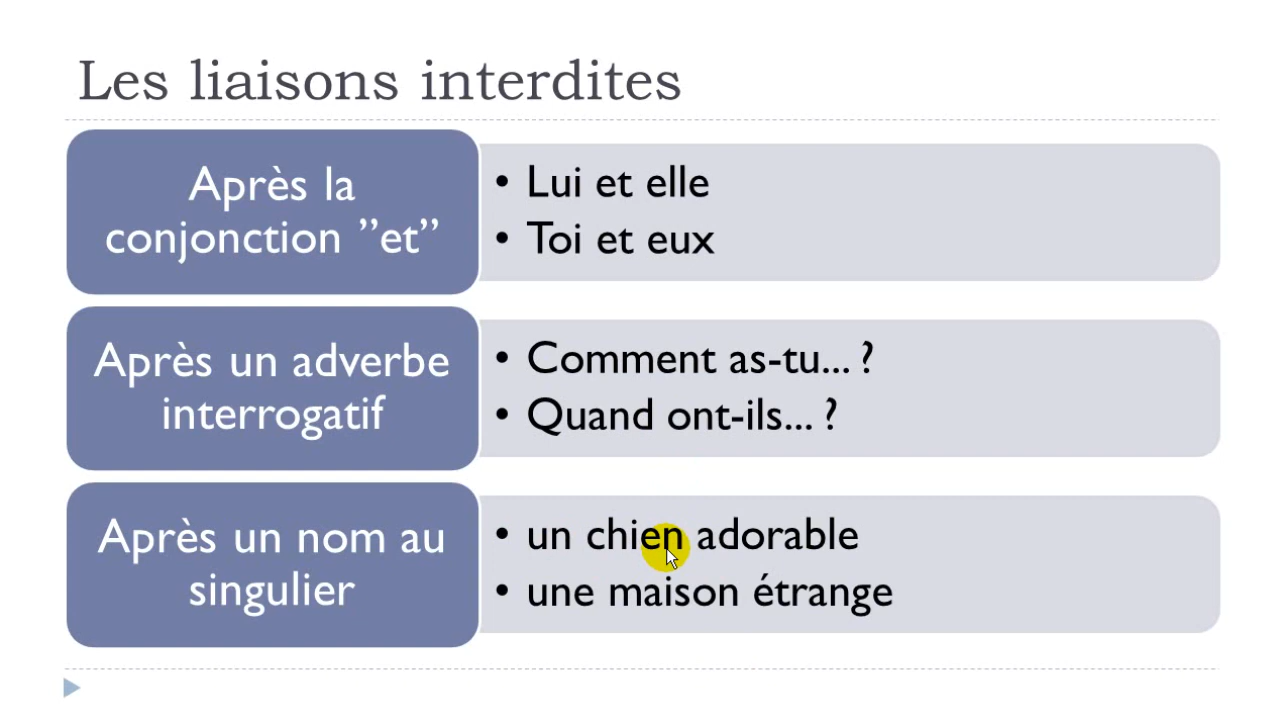 Les liaisons interdites
Après la
conjonction ”et”
• Lui et elle
• Toi et eux
Après un adverbe
interrogatif
• Comment as-tu... ?
• Quand ont-ils... ?
Après un nom au
singulier
• un chien adorable
• une maison étrange